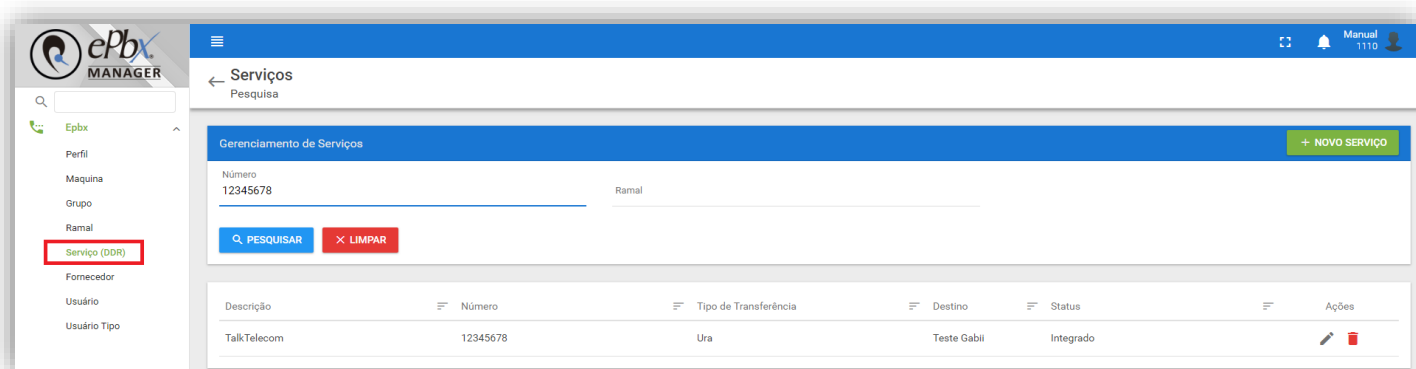 ePbx.
MANAGER
Manual
1110
Serviços
Pesquisa
Epbx
Perfil
Maquina
Grupo
Ramal
Serviço (DDR)
Fornecedor
Usuário
Usuário Tipo
Gerenciamento de Serviços
+ NOVO SERVIÇO
Número
12345678
Ramal
PESQUISAR
LIMPAR
Descrição Número Tipo de Transferência Destino Status Ações
TalkTelecom 12345678 Ura Teste Gabii Integrado